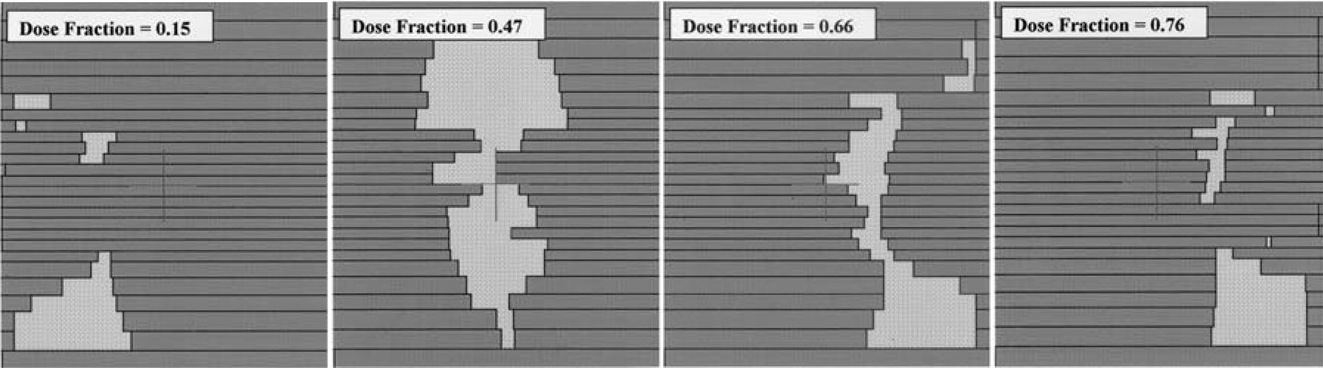 Dose Fraction = 0.15
Dose Fraction = 0.47
Dose Fraction = 0.66
Dose Fraction = 0.76